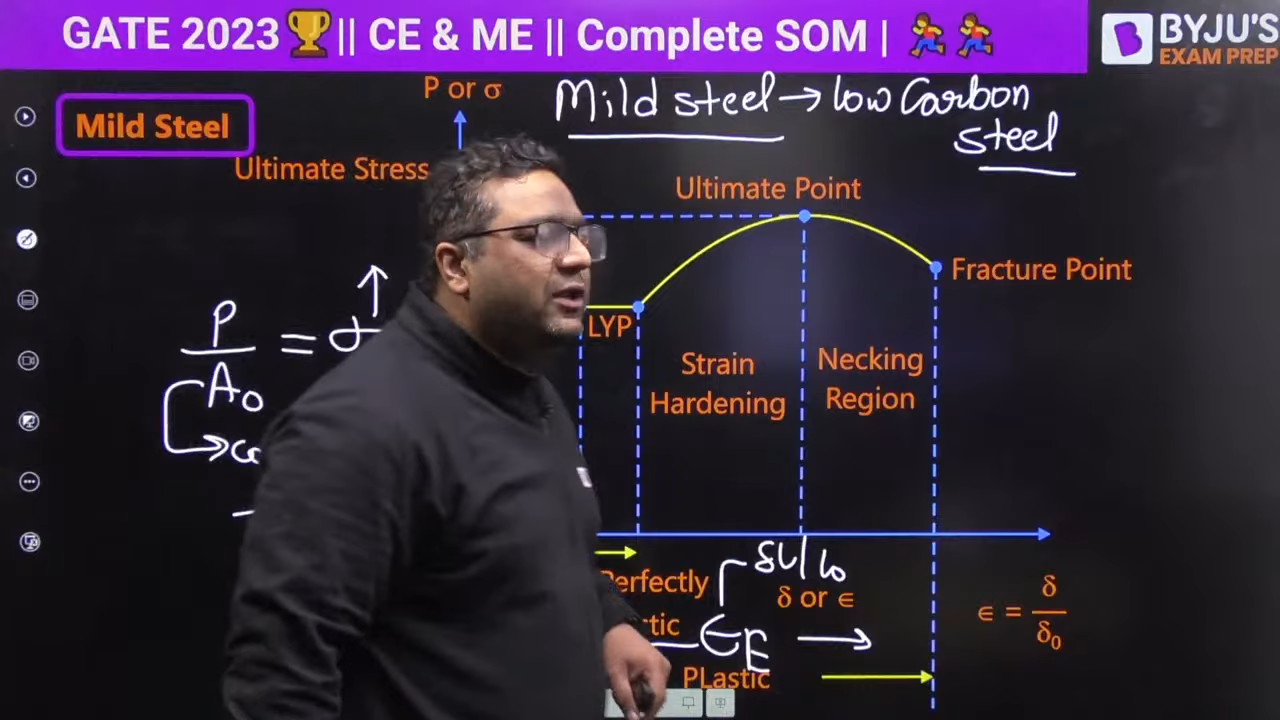 GATE 2023🏆|| CE & ME || Complete SOM | 🏃🏃
BYJU'S
EXAM PREP
P or σ
Mild steel → low Carbon
steel
Mild Steel
Ultimate Stress
Ultimate Point
Fracture Point
P
A₀
= σ ↑
LYP
Strain
Hardening
Necking
Region
Perfectly
δl/l₀
δ or ϵ
ϵ_E →
PLastic
ϵ = δ/δ₀